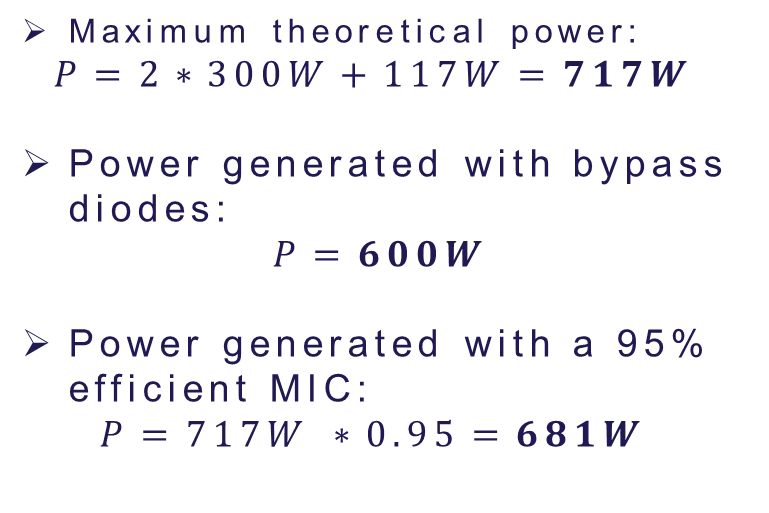 ➢ Maximum theoretical power:
P = 2 * 300W + 117W = 717W
➢ Power generated with bypass
diodes:
P = 600W
➢ Power generated with a 95%
efficient MIC:
P = 717W * 0.95 = 681W